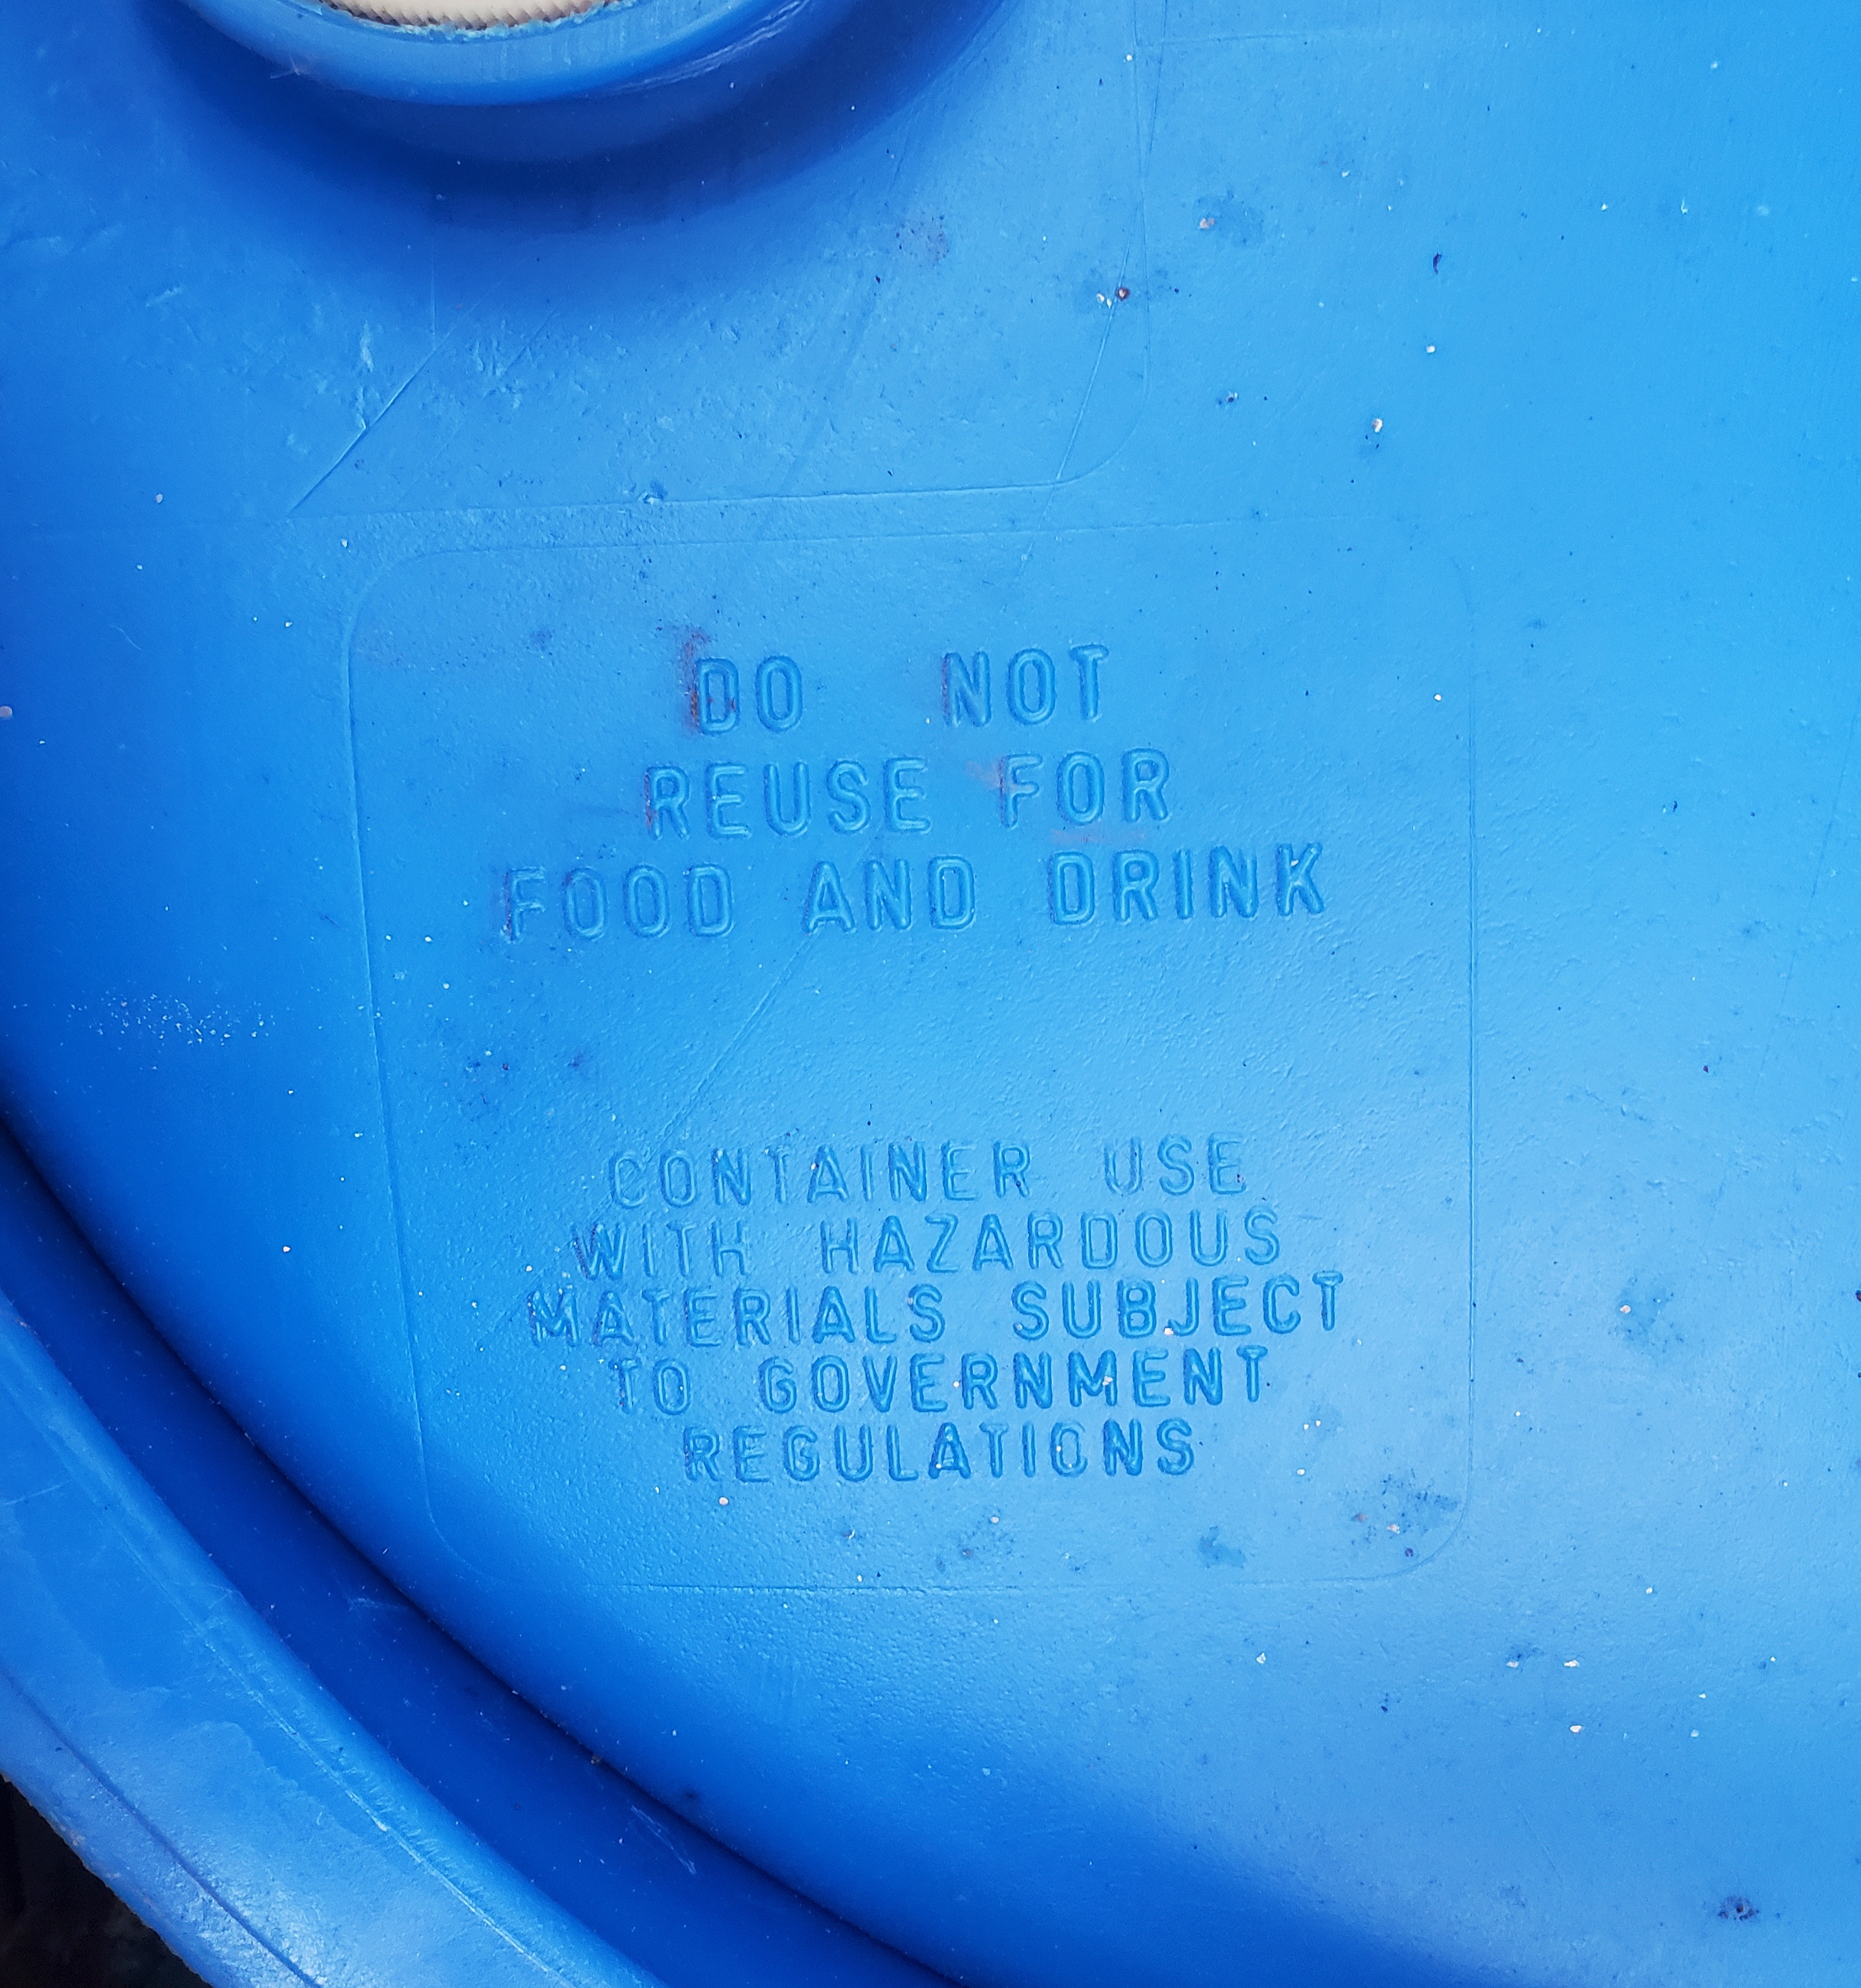 DO NOT
REUSE FOR
FOOD AND DRINK
CONTAINER USE
WITH HAZARDOUS
MATERIALS SUBJECT
TO GOVERNMENT
REGULATIONS